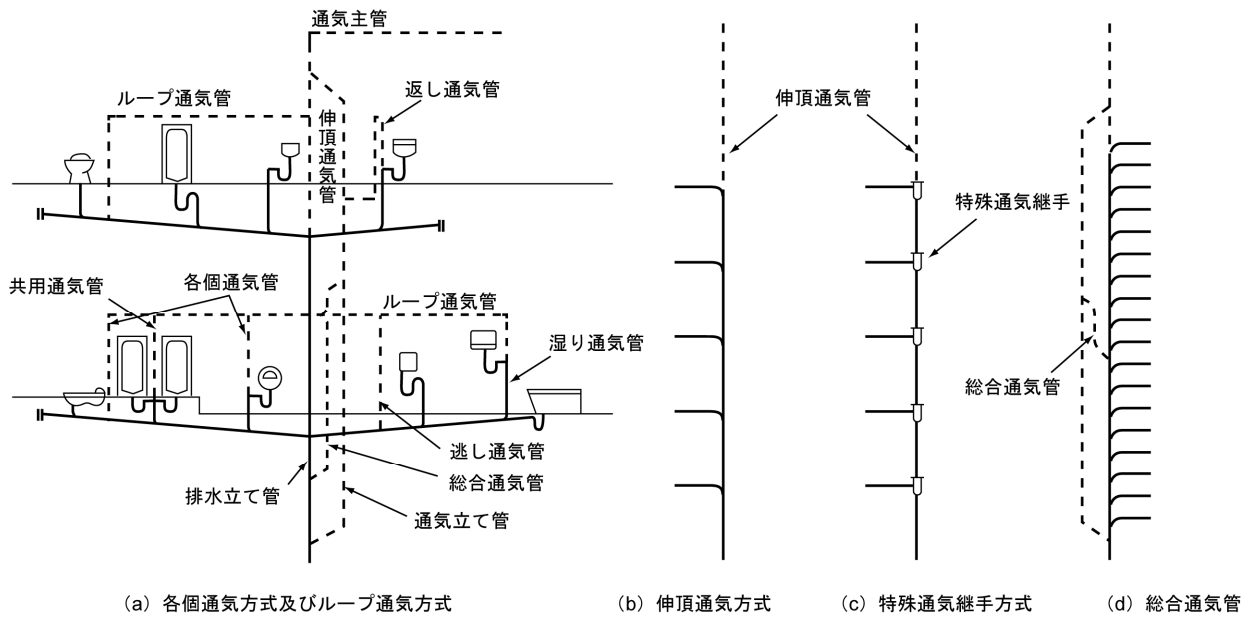 通気主管
返し通気管
ループ通気管
伸頂通気管
伸頂通気管
特殊通気継手
共用通気管
各個通気管
ループ通気管
湿り通気管
総合通気管
逃し通気管
総合通気管
排水立て管
通気立て管
(a) 各個通気方式及びループ通気方式
(b) 伸頂通気方式
(c) 特殊通気継手方式
(d) 総合通気管